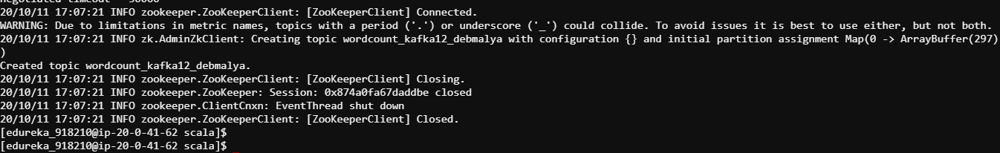 negotiated timeout = 30000
20/10/11 17:07:21 INFO zookeeper.ZooKeeperClient: [ZooKeeperClient] Connected.
WARNING: Due to limitations in metric names, topics with a period ('.') or underscore ('_') could collide. To avoid issues it is best to use either, but not both.
20/10/11 17:07:21 INFO zk.AdminZkClient: Creating topic wordcount_kafka12_debmalya with configuration {} and initial partition assignment Map(0 -> ArrayBuffer(297)
)
Created topic wordcount_kafka12_debmalya.
20/10/11 17:07:21 INFO zookeeper.ZooKeeperClient: [ZooKeeperClient] Closing.
20/10/11 17:07:21 INFO zookeeper.ZooKeeper: Session: 0x874a0fa67daddbe closed
20/10/11 17:07:21 INFO zookeeper.ClientCnxn: EventThread shut down
20/10/11 17:07:21 INFO zookeeper.ZooKeeperClient: [ZooKeeperClient] Closed.
[edureka_918210@ip-20-0-41-62 scala]$
[edureka_918210@ip-20-0-41-62 scala]$